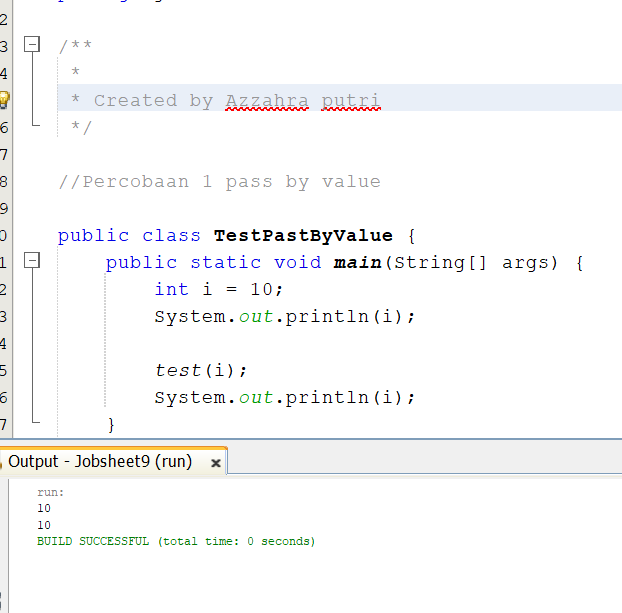 2
3 /**
4 *
* Created by Azzahra putri
6 */
7
8 //Percobaan 1 pass by value
9
0 public class TestPastByValue {
1 public static void main(String[] args) {
2 int i = 10;
3 System.out.println(i);
4
5 test(i);
6 System.out.println(i);
7 }
Output - Jobsheet9 (run) ×
run:
10
10
BUILD SUCCESSFUL (total time: 0 seconds)